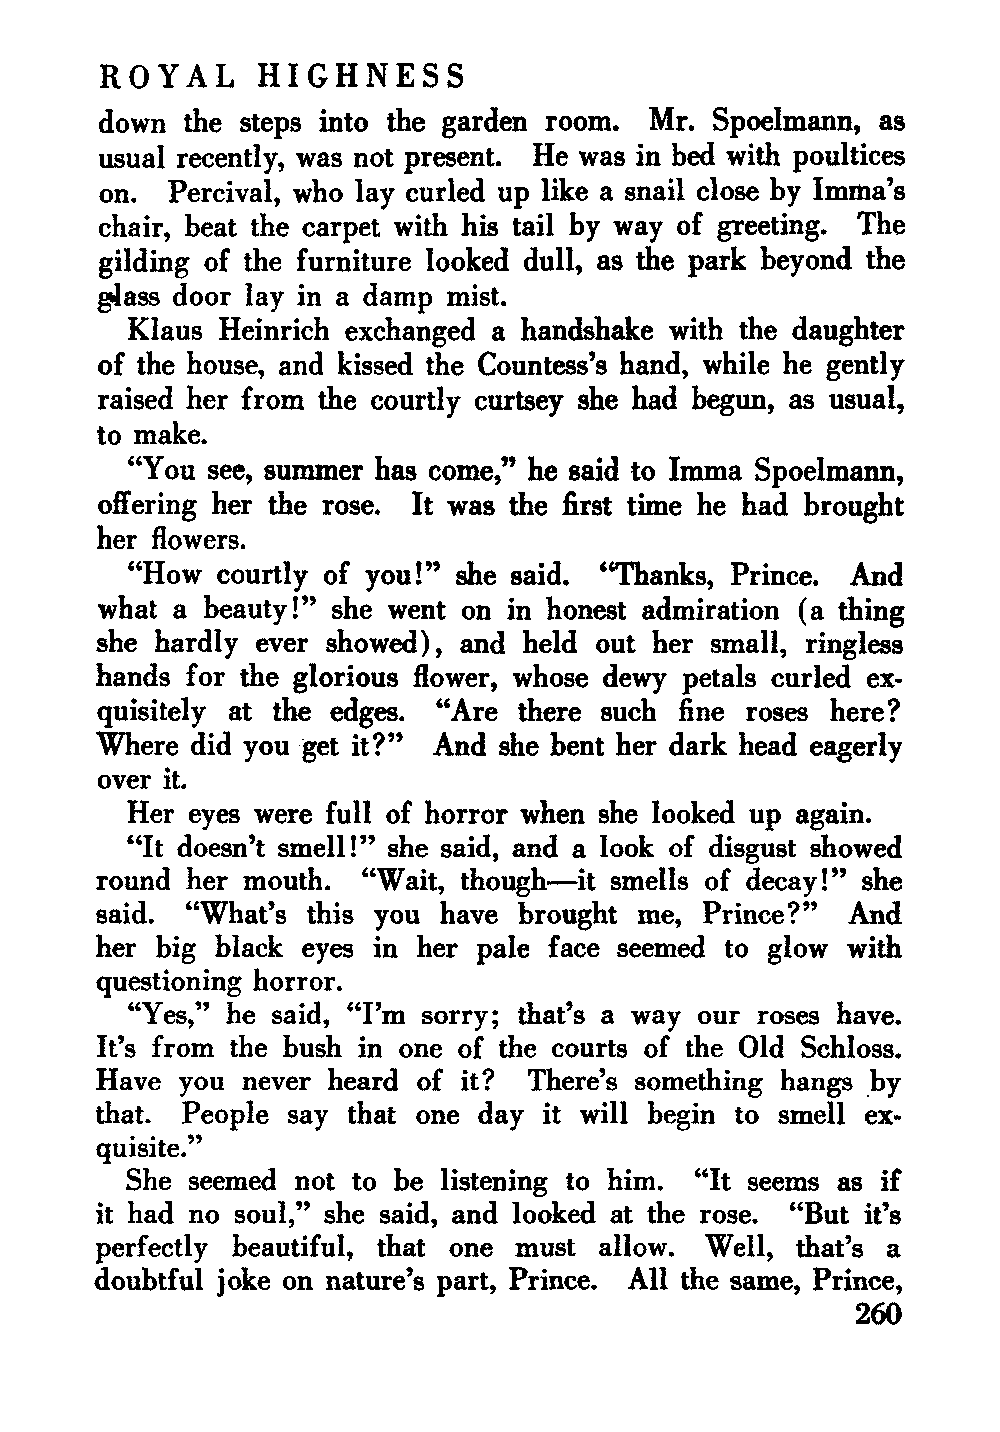 ROYAL HIGHNESS
down the steps into the garden room. Mr. Spoelmann, as
usual recently, was not present. He was in bed with poultices
on. Percival, who lay curled up like a snail close by Imma's
chair, beat the carpet with his tail by way of greeting. The
gilding of the furniture looked dull, as the park beyond the
glass door lay in a damp mist.
Klaus Heinrich exchanged a handshake with the daughter
of the house, and kissed the Countess's hand, while he gently
raised her from the courtly curtsey she had begun, as usual,
to make.
“You see, summer has come,” he said to Imma Spoelmann,
offering her the rose. It was the first time he had brought
her flowers.
“How courtly of you!” she said. “Thanks, Prince. And
what a beauty!” she went on in honest admiration (a thing
she hardly ever showed), and held out her small, ringless
hands for the glorious flower, whose dewy petals curled ex-
quisitely at the edges. “Are there such fine roses here?
Where did you get it?” And she bent her dark head eagerly
over it.
Her eyes were full of horror when she looked up again.
“It doesn't smell!” she said, and a look of disgust showed
round her mouth. “Wait, though—it smells of decay!” she
said. “What's this you have brought me, Prince?” And
her big black eyes in her pale face seemed to glow with
questioning horror.
“Yes,” he said, “I'm sorry; that's a way our roses have.
It's from the bush in one of the courts of the Old Schloss.
Have you never heard of it? There's something hangs by
that. People say that one day it will begin to smell ex-
quisite.”
She seemed not to be listening to him. “It seems as if
it had no soul,” she said, and looked at the rose. “But it's
perfectly beautiful, that one must allow. Well, that's a
doubtful joke on nature's part, Prince. All the same, Prince,
260